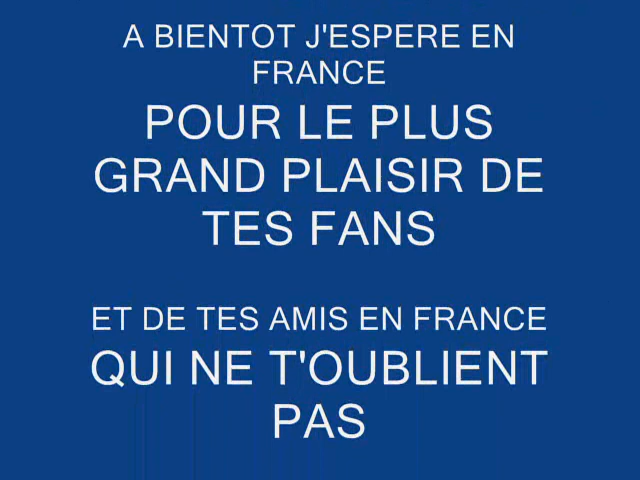 A BIENTOT J'ESPERE EN
FRANCE
POUR LE PLUS
GRAND PLAISIR DE
TES FANS
ET DE TES AMIS EN FRANCE
QUI NE T'OUBLIENT
PAS